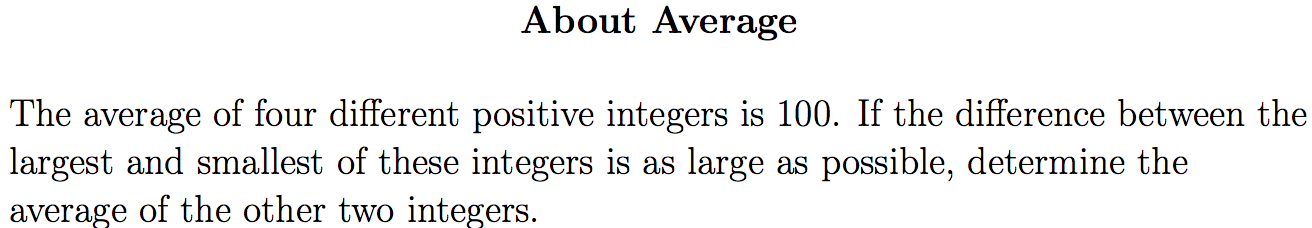 About Average
The average of four different positive integers is 100. If the difference between the
largest and smallest of these integers is as large as possible, determine the
average of the other two integers.